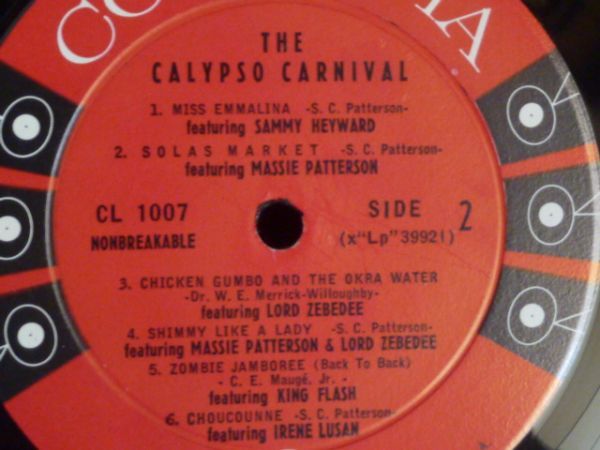 THE
CALYPSO CARNIVAL
1. MISS EMMALINA -S. C. Patterson-
featuring SAMMY HEYWARD
2. SOLAS MARKET -S. C. Patterson-
featuring MASSIE PATTERSON
CL 1007
NONBREAKABLE
SIDE 2
(x"Lp"39921)
3. CHICKEN GUMBO AND THE OKRA WATER
-Dr. W. E. Merrick-Willoughby-
featuring LORD ZEBEDEE
4. SHIMMY LIKE A LADY -S. C. Patterson-
featuring MASSIE PATTERSON & LORD ZEBEDEE
5. ZOMBIE JAMBOREE (Back To Back)
- C. E. Maugé, Jr. -
featuring KING FLASH
6. CHOUCOUNNE -S. C. Patterson-
featuring IRENE LUSAN